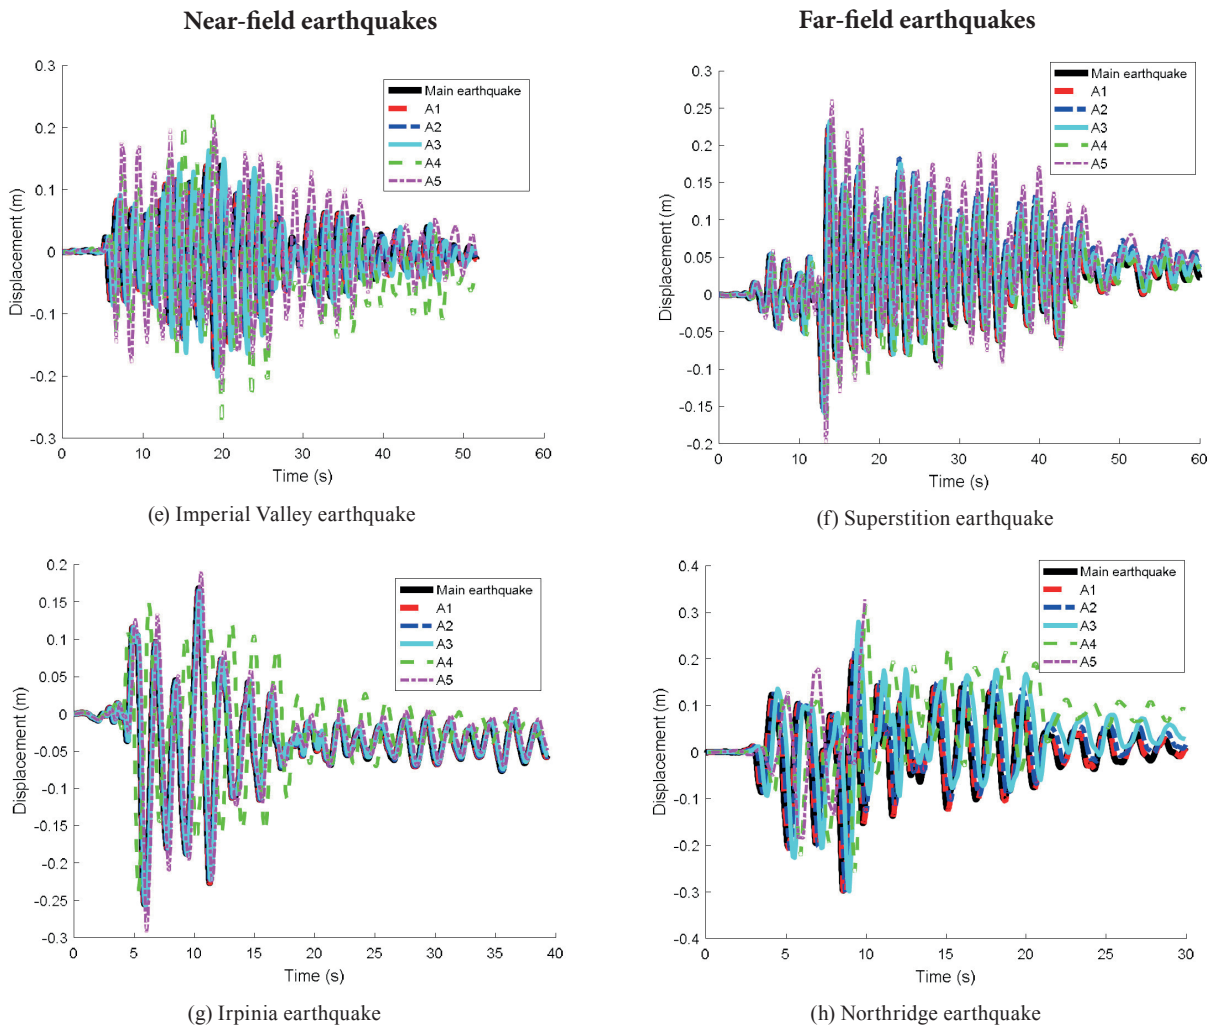 Near-field earthquakes
Far-field earthquakes
0.3
0.2
0.1
0
-0.1
-0.2
-0.3
Displacement (m)
0 10 20 30 40 50 60
Time (s)
Main earthquake
A1
A2
A3
A4
A5
(e) Imperial Valley earthquake
0.3
0.25
0.2
0.15
0.1
0.05
0
-0.05
-0.1
-0.15
-0.2
Displacement (m)
0 10 20 30 40 50 60
Time (s)
Main earthquake
A1
A2
A3
A4
A5
(f) Superstition earthquake
0.2
0.15
0.1
0.05
0
-0.05
-0.1
-0.15
-0.2
-0.25
-0.3
Displacement (m)
0 5 10 15 20 25 30 35 40
Time (s)
Main earthquake
A1
A2
A3
A4
A5
(g) Irpinia earthquake
0.4
0.3
0.2
0.1
0
-0.1
-0.2
-0.3
-0.4
Displacement (m)
0 5 10 15 20 25 30
Time (s)
Main earthquake
A1
A2
A3
A4
A5
(h) Northridge earthquake